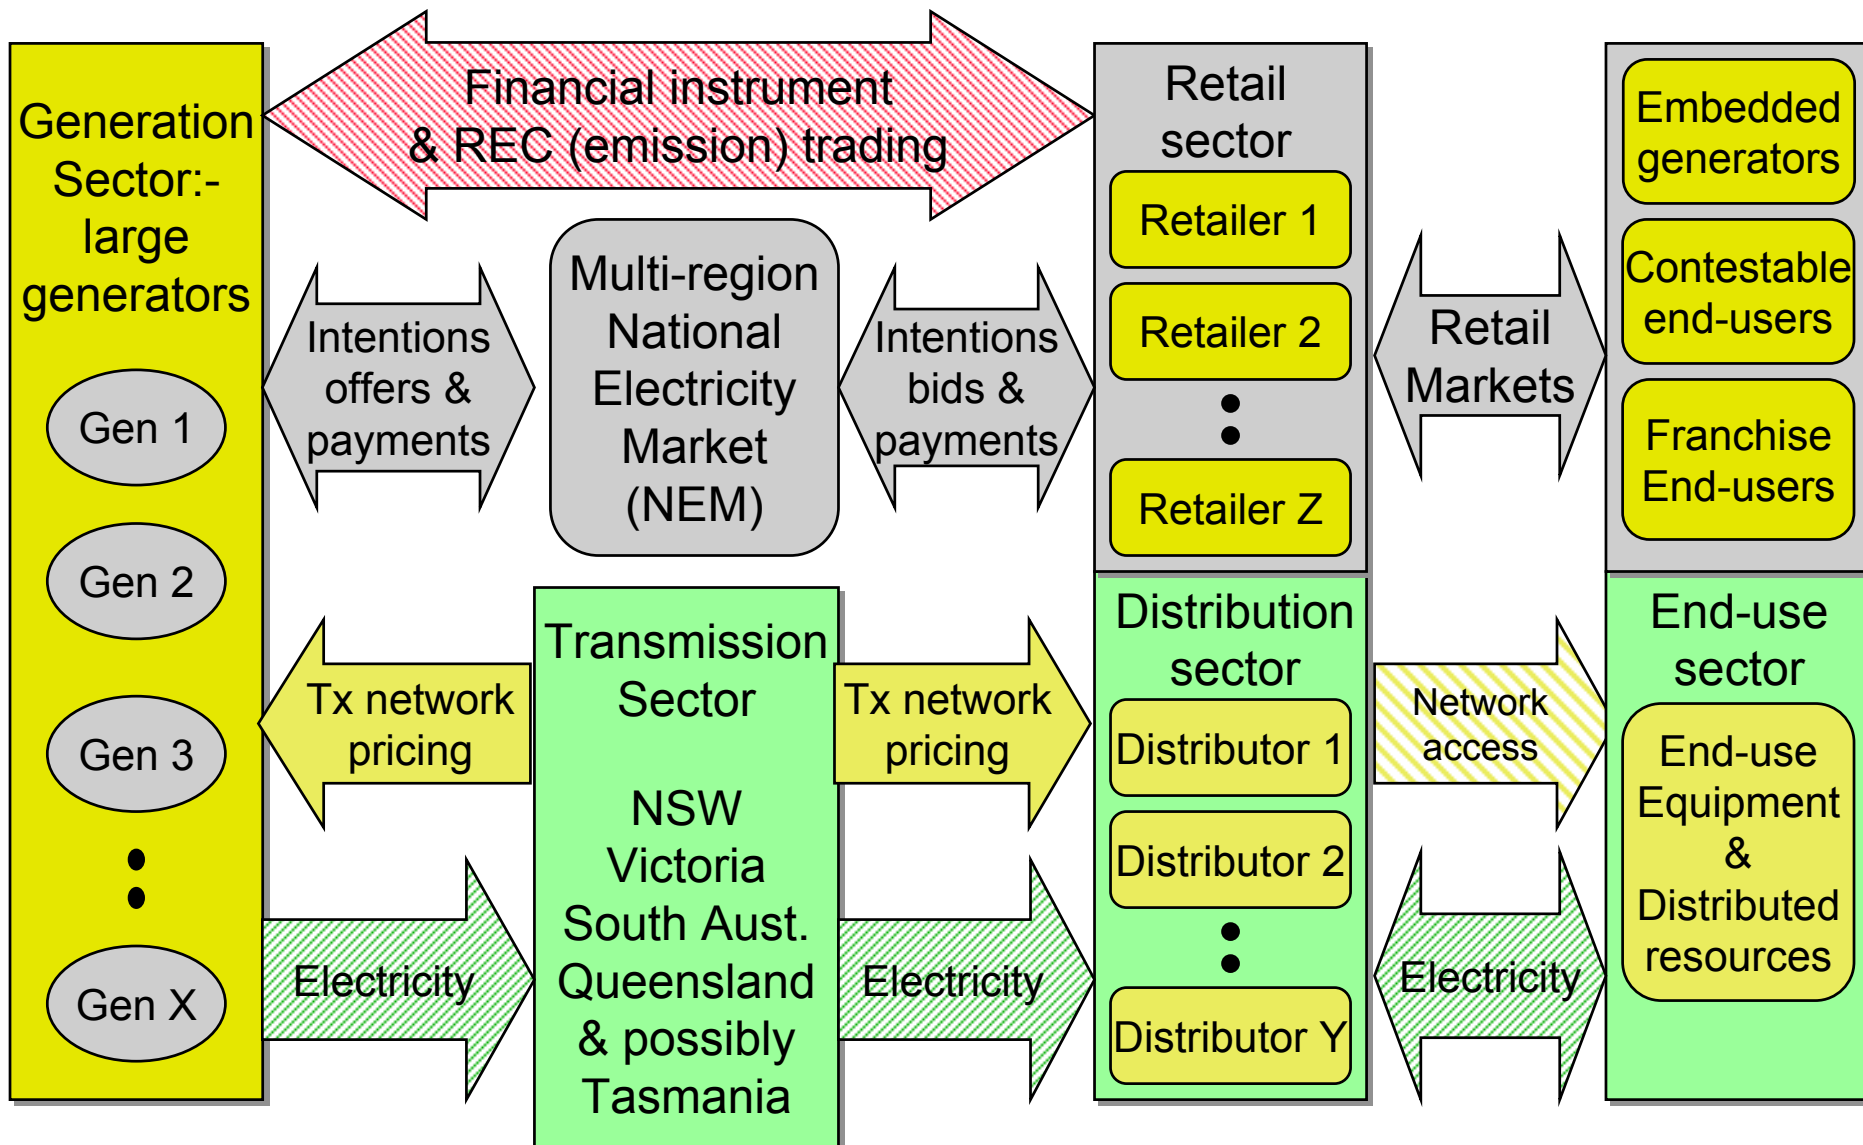 Generation
Sector:-
large
generators
Gen 1
Gen 2
Gen 3
Gen X
Financial instrument
& REC (emission) trading
Intentions
offers &
payments
Multi-region
National
Electricity
Market
(NEM)
Intentions
bids &
payments
Retail
sector
Retailer 1
Retailer 2
Retailer Z
Retail
Markets
Embedded
generators
Contestable
end-users
Franchise
End-users
Tx network
pricing
Electricity
Transmission
Sector
NSW
Victoria
South Aust.
Queensland
& possibly
Tasmania
Tx network
pricing
Electricity
Distribution
sector
Distributor 1
Distributor 2
Distributor Y
Network
access
Electricity
End-use
sector
End-use
Equipment
&
Distributed
resources